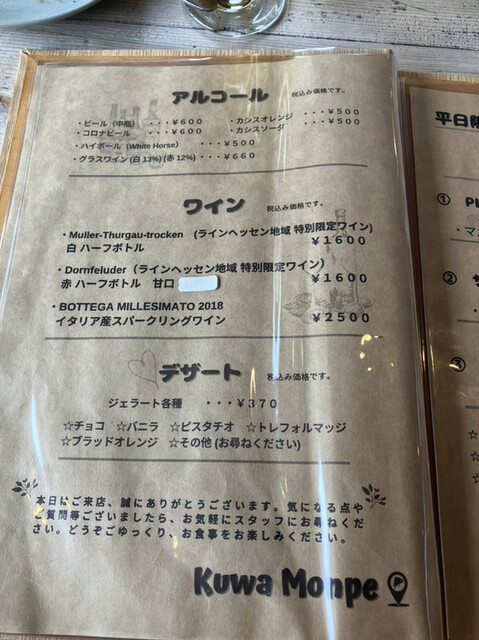 アルコール 税込み価格です。
・ビール（中瓶） ・・・￥６００ ・カシスオレンジ ・・・￥５００
・コロナビール ・・・￥６００ ・カシスソーダ ・・・￥５００
・ハイボール（White Horse） ・・・￥５００
・グラスワイン (白 13%) (赤 12%) ・・・￥６６０
ワイン 税込み価格です。
・Muller-Thurgau-trocken （ラインヘッセン地域 特別限定ワイン）
白 ハーフボトル ￥１６００
・Dornfeluder（ラインヘッセン地域 特別限定ワイン）
赤 ハーフボトル 甘口 ￥１６００
・BOTTEGA MILLESIMATO 2018
イタリア産スパークリングワイン ￥２５００
デザート 税込み価格です。
ジェラート各種 ・・・￥３７０
☆チョコ ☆バニラ ☆ピスタチオ ☆トレフォルマッジ
☆ブラッドオレンジ ☆その他 (お尋ねください)
本日はご来店、誠にありがとうございます。気になる点や
ご質問等ございましたら、お気軽にスタッフにお尋ねくだ
さい。どうぞごゆっくり、お食事をお楽しみください。
Kuwa Monpe
平日限
①
・マ
②
③
☆
☆
☆